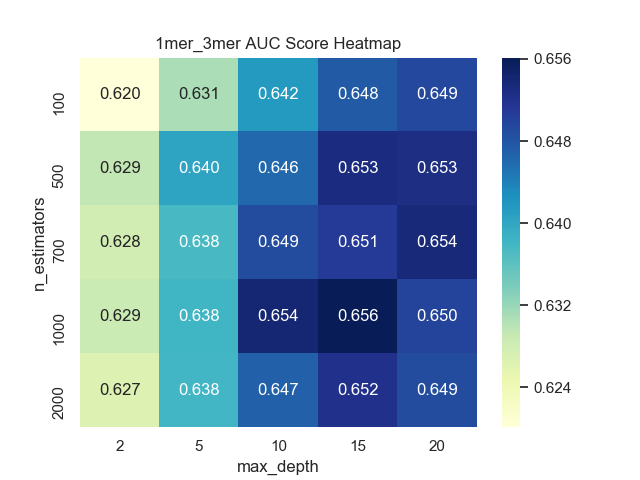 1mer_3mer AUC Score Heatmap
n_estimators
100 0.620 0.631 0.642 0.648 0.649
500 0.629 0.640 0.646 0.653 0.653
700 0.628 0.638 0.649 0.651 0.654
1000 0.629 0.638 0.654 0.656 0.650
2000 0.627 0.638 0.647 0.652 0.649
2 5 10 15 20
max_depth
0.656
0.648
0.640
0.632
0.624